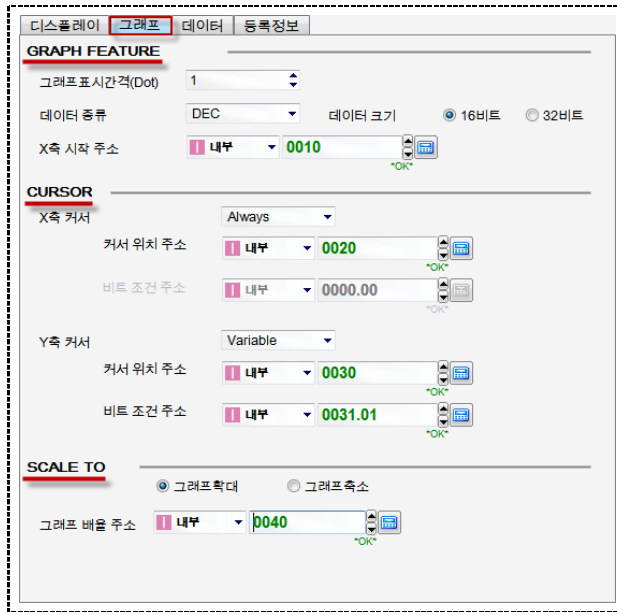 디스플레이 그래프 데이터 등록정보
GRAPH FEATURE
그래프표시간격(Dot) 1
데이터 종류 DEC 데이터 크기 16비트 32비트
X축 시작 주소 내부 0010
*OK*
CURSOR
X축 커서 Always
커서 위치 주소 내부 0020
*OK*
비트 조건 주소 내부 0000.00
*OK*
Y축 커서 Variable
커서 위치 주소 내부 0030
*OK*
비트 조건 주소 내부 0031.01
*OK*
SCALE TO
그래프확대 그래프축소
그래프 배율 주소 내부 0040
*OK*